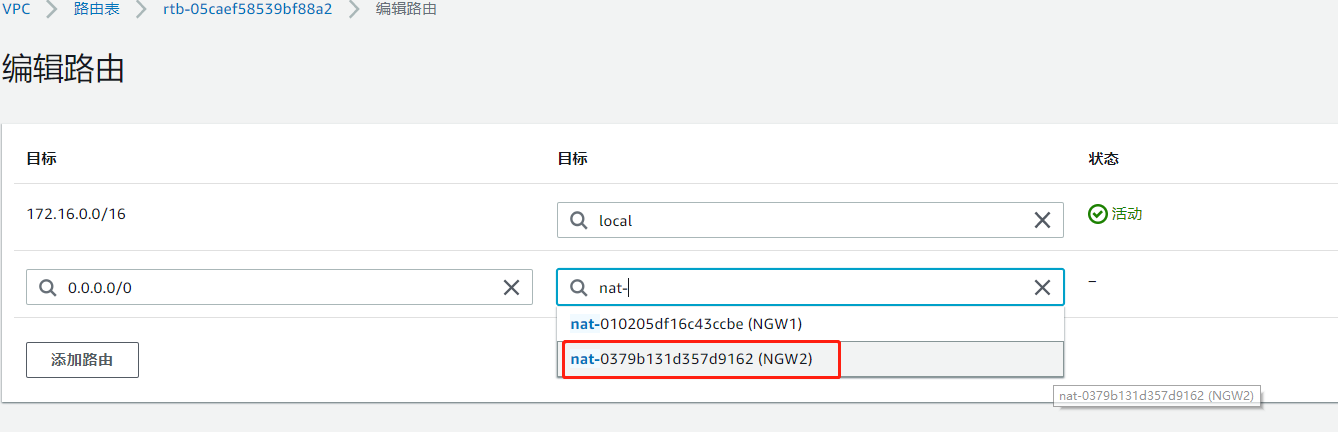 VPC > 路由表 > rtb-05caef58539bf88a2 > 编辑路由
编辑路由
目标 目标 状态
172.16.0.0/16 local 活动
0.0.0.0/0 nat- –
nat-010205df16c43ccbe (NGW1)
nat-0379b131d357d9162 (NGW2)
添加路由
nat-0379b131d357d9162 (NGW2)